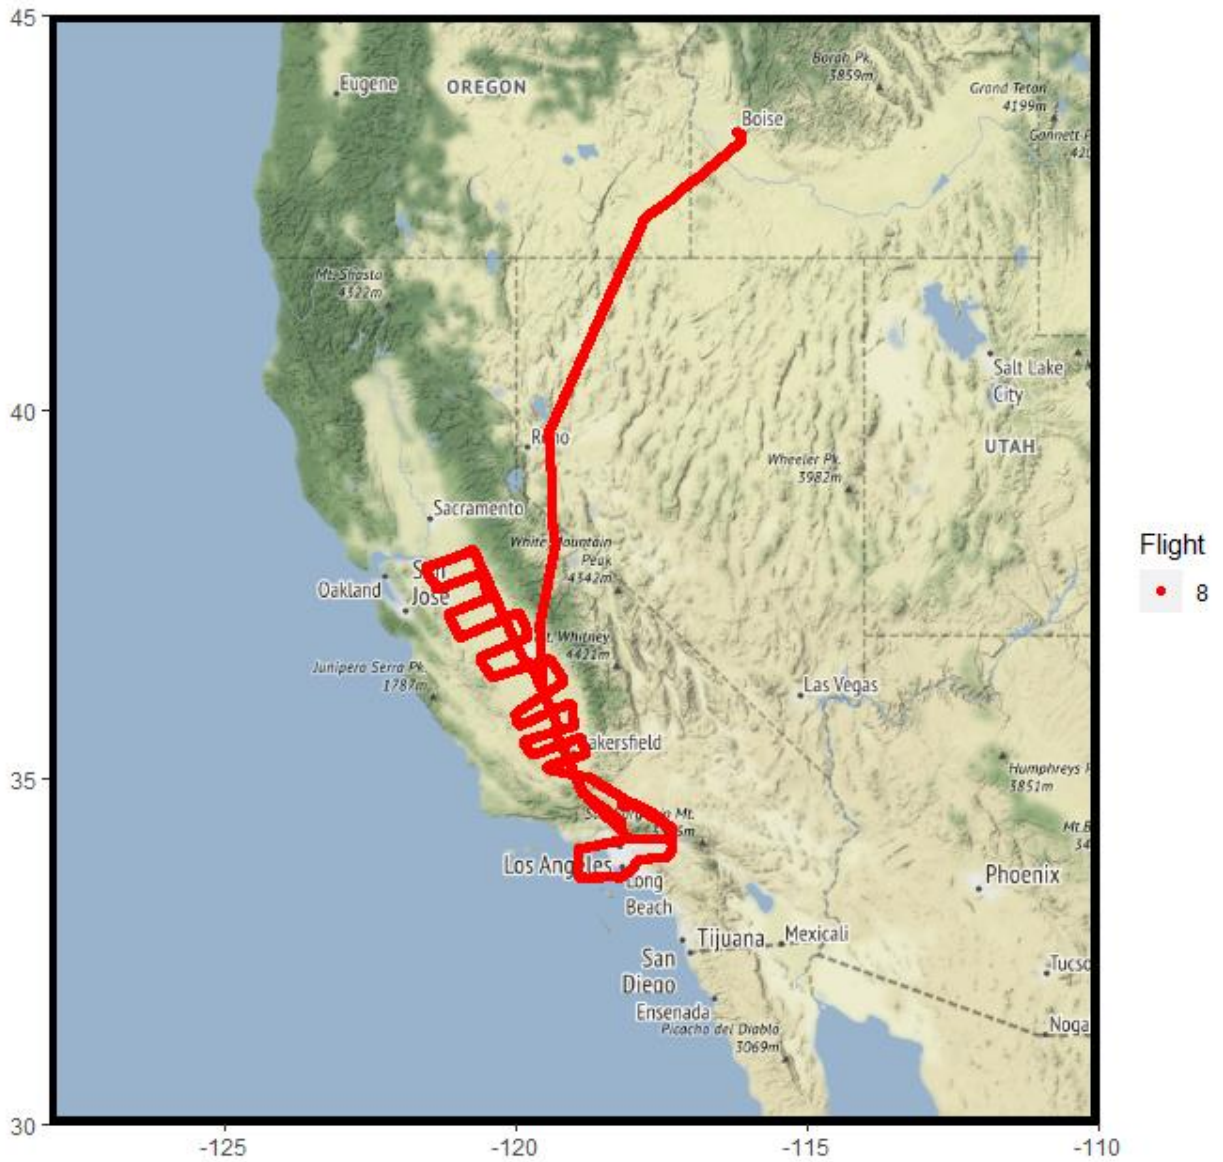 45
Eugene
OREGON
Borah Pk.
3859m
Grand Teton
4199m
Boise
Gannett
Mt. Shasta
4322m
Salt Lake
City
40
UTAH
Wheeler Pk.
3982m
Sacramento
White Mountain
Peak
4342m
Flight
8
Oakland
San
Jose
t. Whitney
4421m
Junipero Serra Pk.
1787m
Las Vegas
akersfield
35
Humphreys
3851m
Mt.
Los Angeles
Long
Beach
Phoenix
Tijuana
Mexicali
San
Diego
Tucso
Ensenada
Picacho del Diablo
3069m
Noga
30
-125
-120
-115
-110